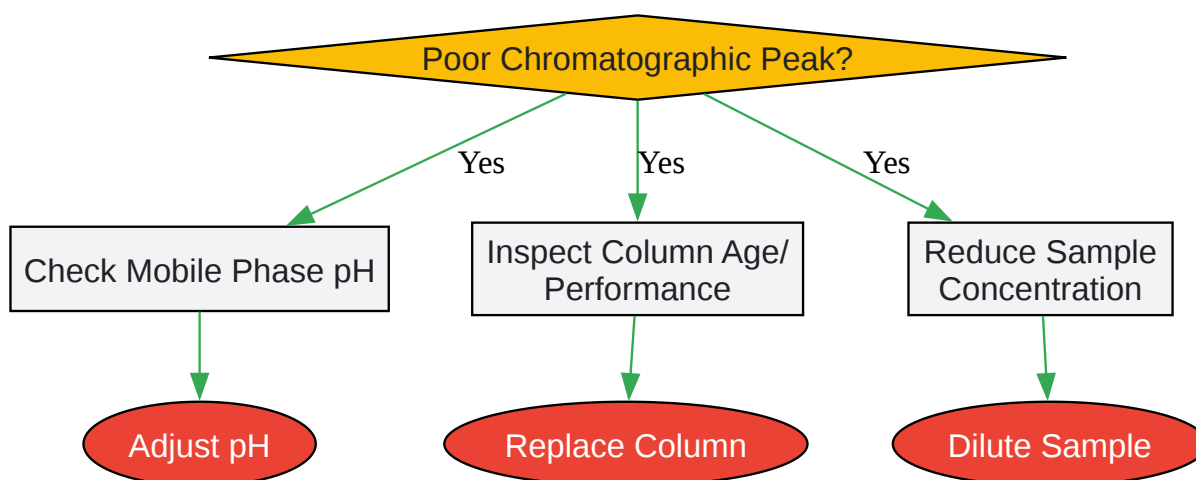 Poor Chromatographic Peak?
Yes
Yes
Yes
Check Mobile Phase pH
Inspect Column Age/
Performance
Reduce Sample
Concentration
Adjust pH
Replace Column
Dilute Sample